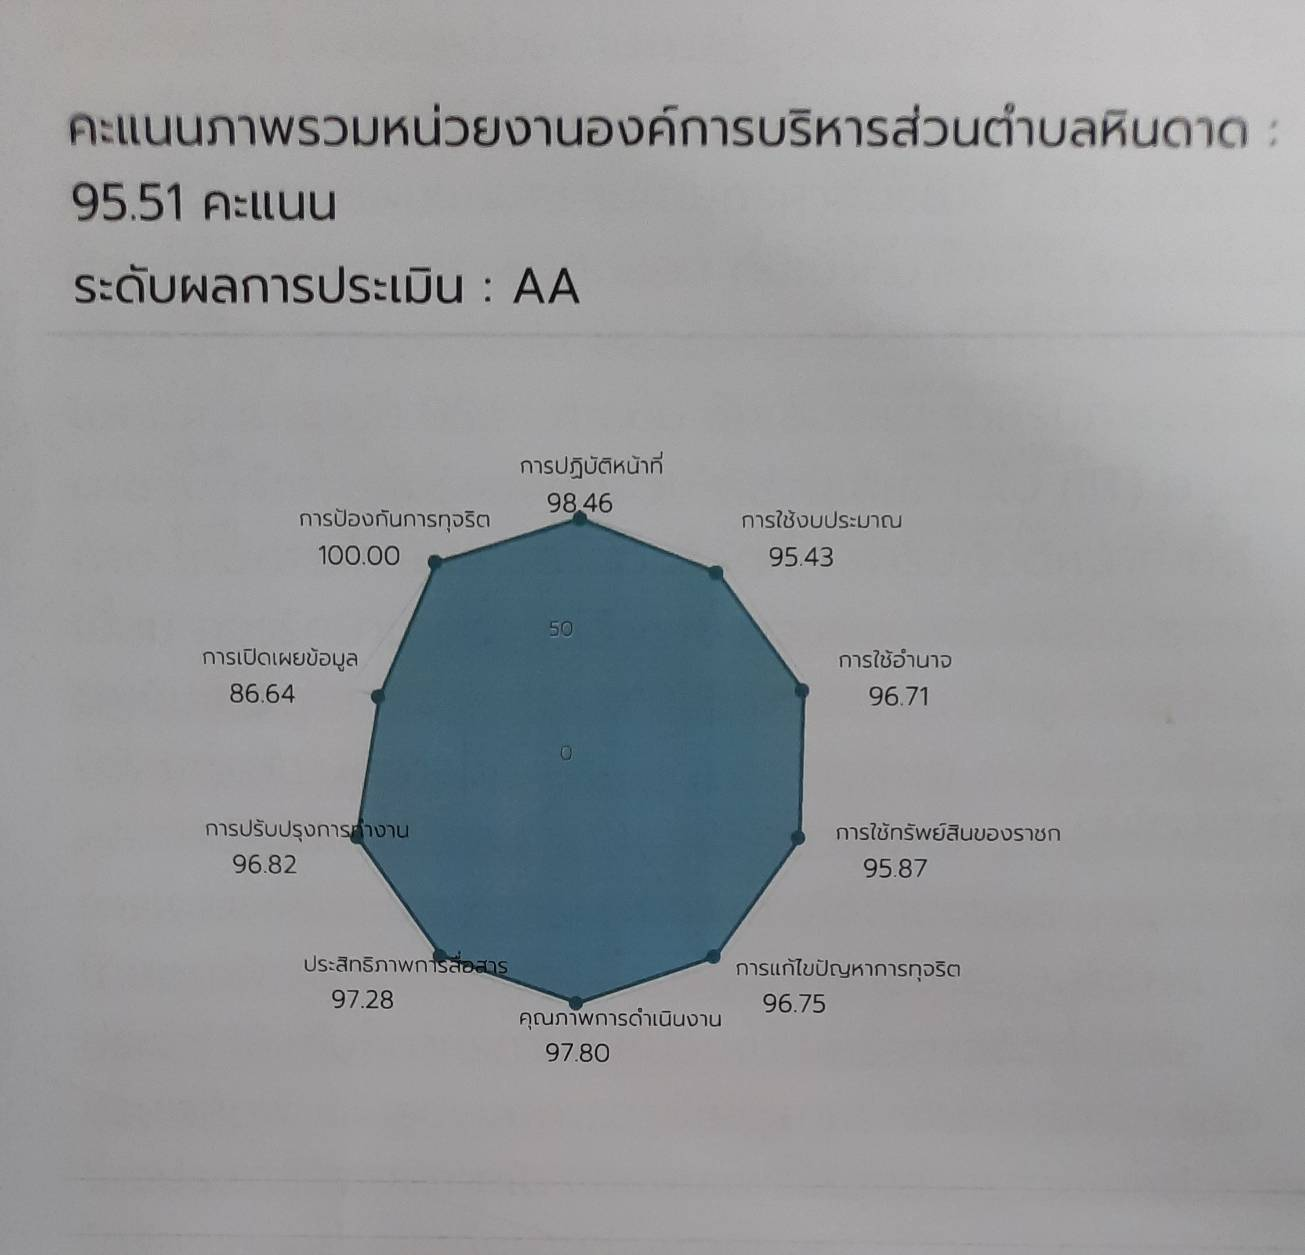 คะแนนภาพรวมหน่วยงานองค์การบริหารส่วนตำบลหินดาด :
95.51 คะแนน
ระดับผลการประเมิน : AA
การปฏิบัติหน้าที่
98.46
การป้องกันการทุจริต
100.00
การใช้งบประมาณ
95.43
50
การเปิดเผยข้อมูล
86.64
การใช้อำนาจ
96.71
0
การปรับปรุงการทำงาน
96.82
การใช้ทรัพย์สินของราชก
95.87
ประสิทธิภาพการสื่อสาร
97.28
การแก้ไขปัญหาการทุจริต
96.75
คุณภาพการดำเนินงาน
97.80